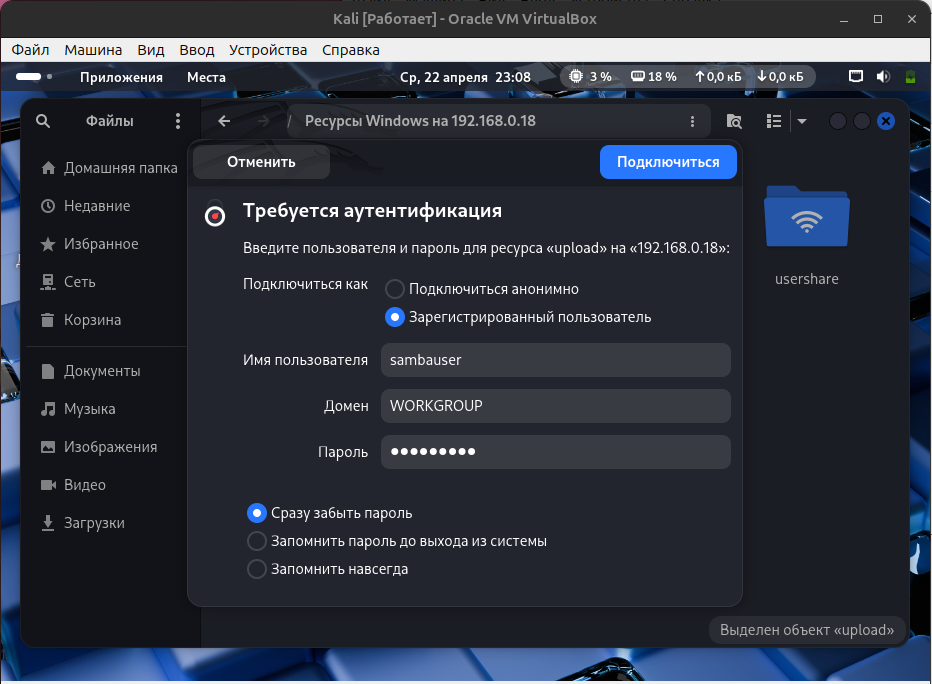 Kali [Работает] - Oracle VM VirtualBox
Файл Машина Вид Ввод Устройства Справка
Приложения Места Ср, 22 апреля 23:08 3 % 18 % ↑0,0 кБ ↓0,0 кБ
Файлы / Ресурсы Windows на 192.168.0.18
Отменить Подключиться
Домашняя папка
Недавние
Избранное
Сеть
Корзина
Документы
Музыка
Изображения
Видео
Загрузки
Требуется аутентификация
Введите пользователя и пароль для ресурса «upload» на «192.168.0.18»:
Подключиться как Подключиться анонимно
Зарегистрированный пользователь
Имя пользователя sambauser
Домен WORKGROUP
Пароль ●●●●●●●●●
Сразу забыть пароль
Запомнить пароль до выхода из системы
Запомнить навсегда
usershare
Выделен объект «upload»